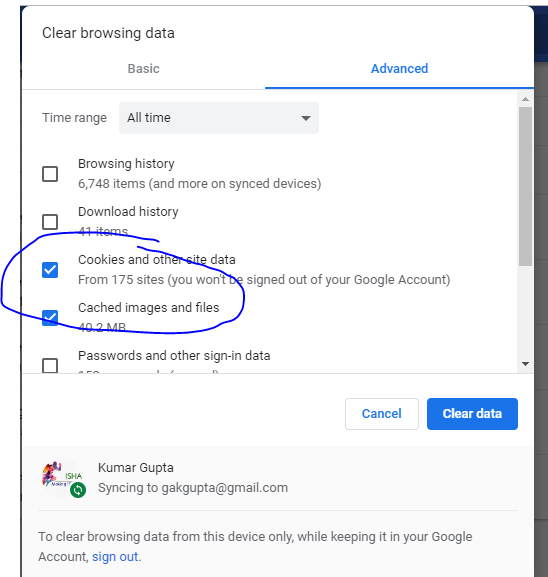 Clear browsing data
Basic
Advanced
Time range
All time
Browsing history
6,748 items (and more on synced devices)
Download history
41 items
Cookies and other site data
From 175 sites (you won't be signed out of your Google Account)
Cached images and files
40.2 MB
Passwords and other sign-in data
Cancel
Clear data
ISHA
Making
Kumar Gupta
Syncing to gakgupta@gmail.com
To clear browsing data from this device only, while keeping it in your Google
Account, sign out.